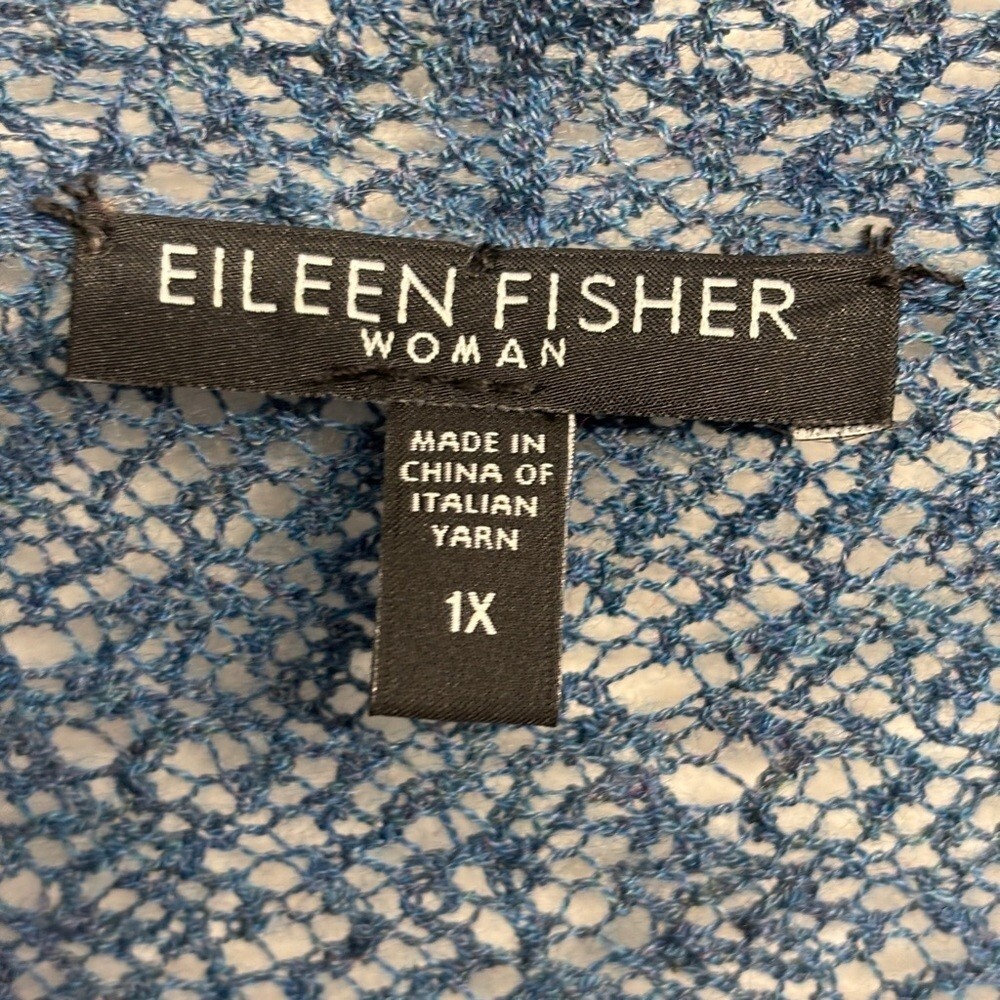 EILEEN FISHER
WOMAN
MADE IN
CHINA OF
ITALIAN
YARN
1X